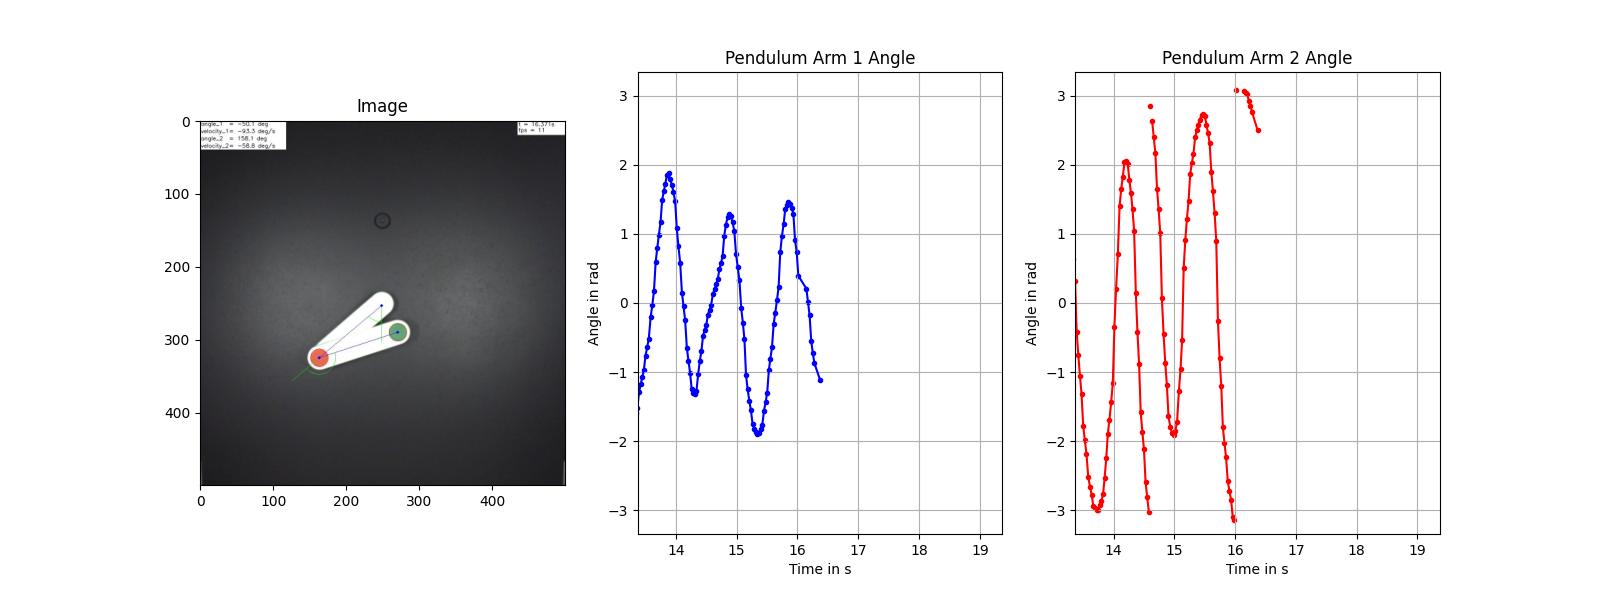 Image
Pendulum Arm 1 Angle
Pendulum Arm 2 Angle
angle_1 = -50.1 deg
velocity_1= -93.3 deg/s
angle_2 = 158.1 deg
velocity_2= -58.8 deg/s
t = 16.371s
fps = 11
0
100
200
300
400
0
100
200
300
400
Angle in rad
3
2
1
0
−1
−2
−3
14
15
16
17
18
19
Time in s
Angle in rad
3
2
1
0
−1
−2
−3
14
15
16
17
18
19
Time in s